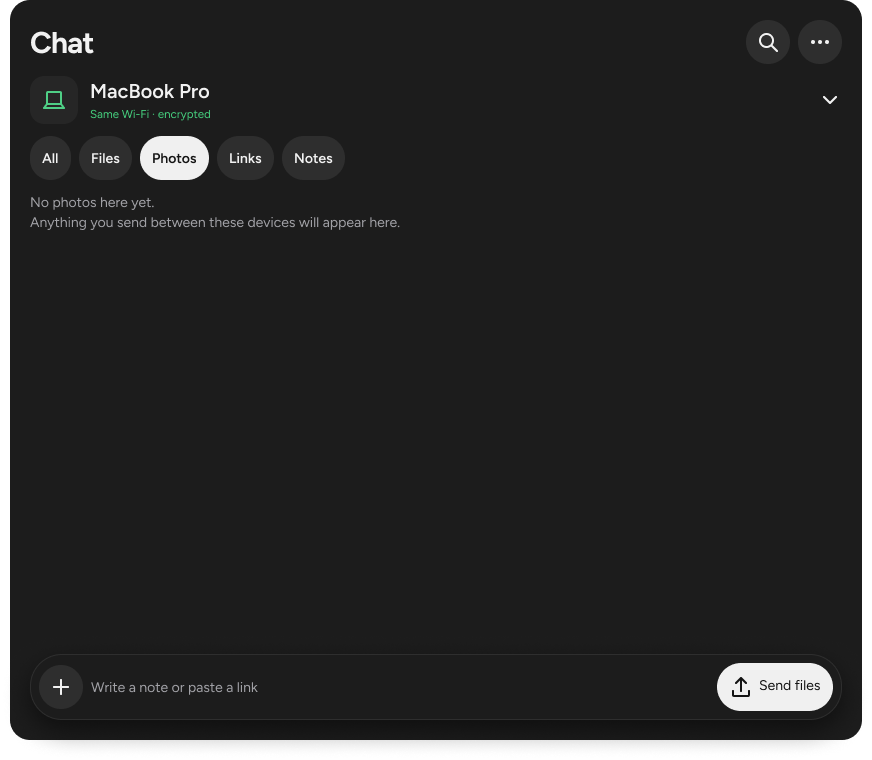 Chat
MacBook Pro
Same Wi-Fi · encrypted
All
Files
Photos
Links
Notes
No photos here yet.
Anything you send between these devices will appear here.
Write a note or paste a link
Send files